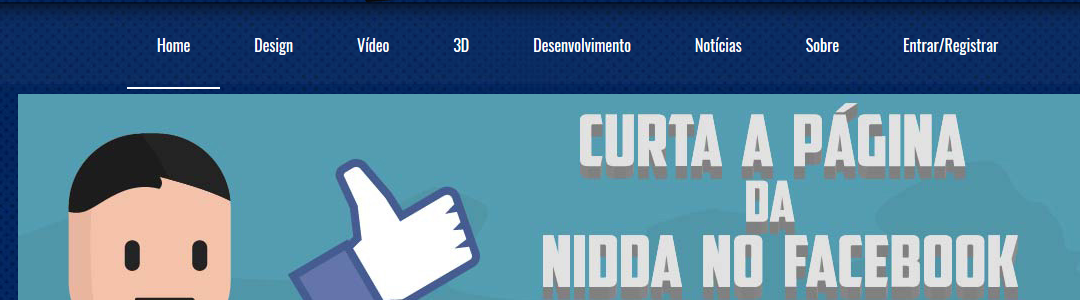 Home Design Vídeo 3D Desenvolvimento Notícias Sobre Entrar/Registrar
CURTA A PÁGINA
DA
NIDDA NO FACEBOOK